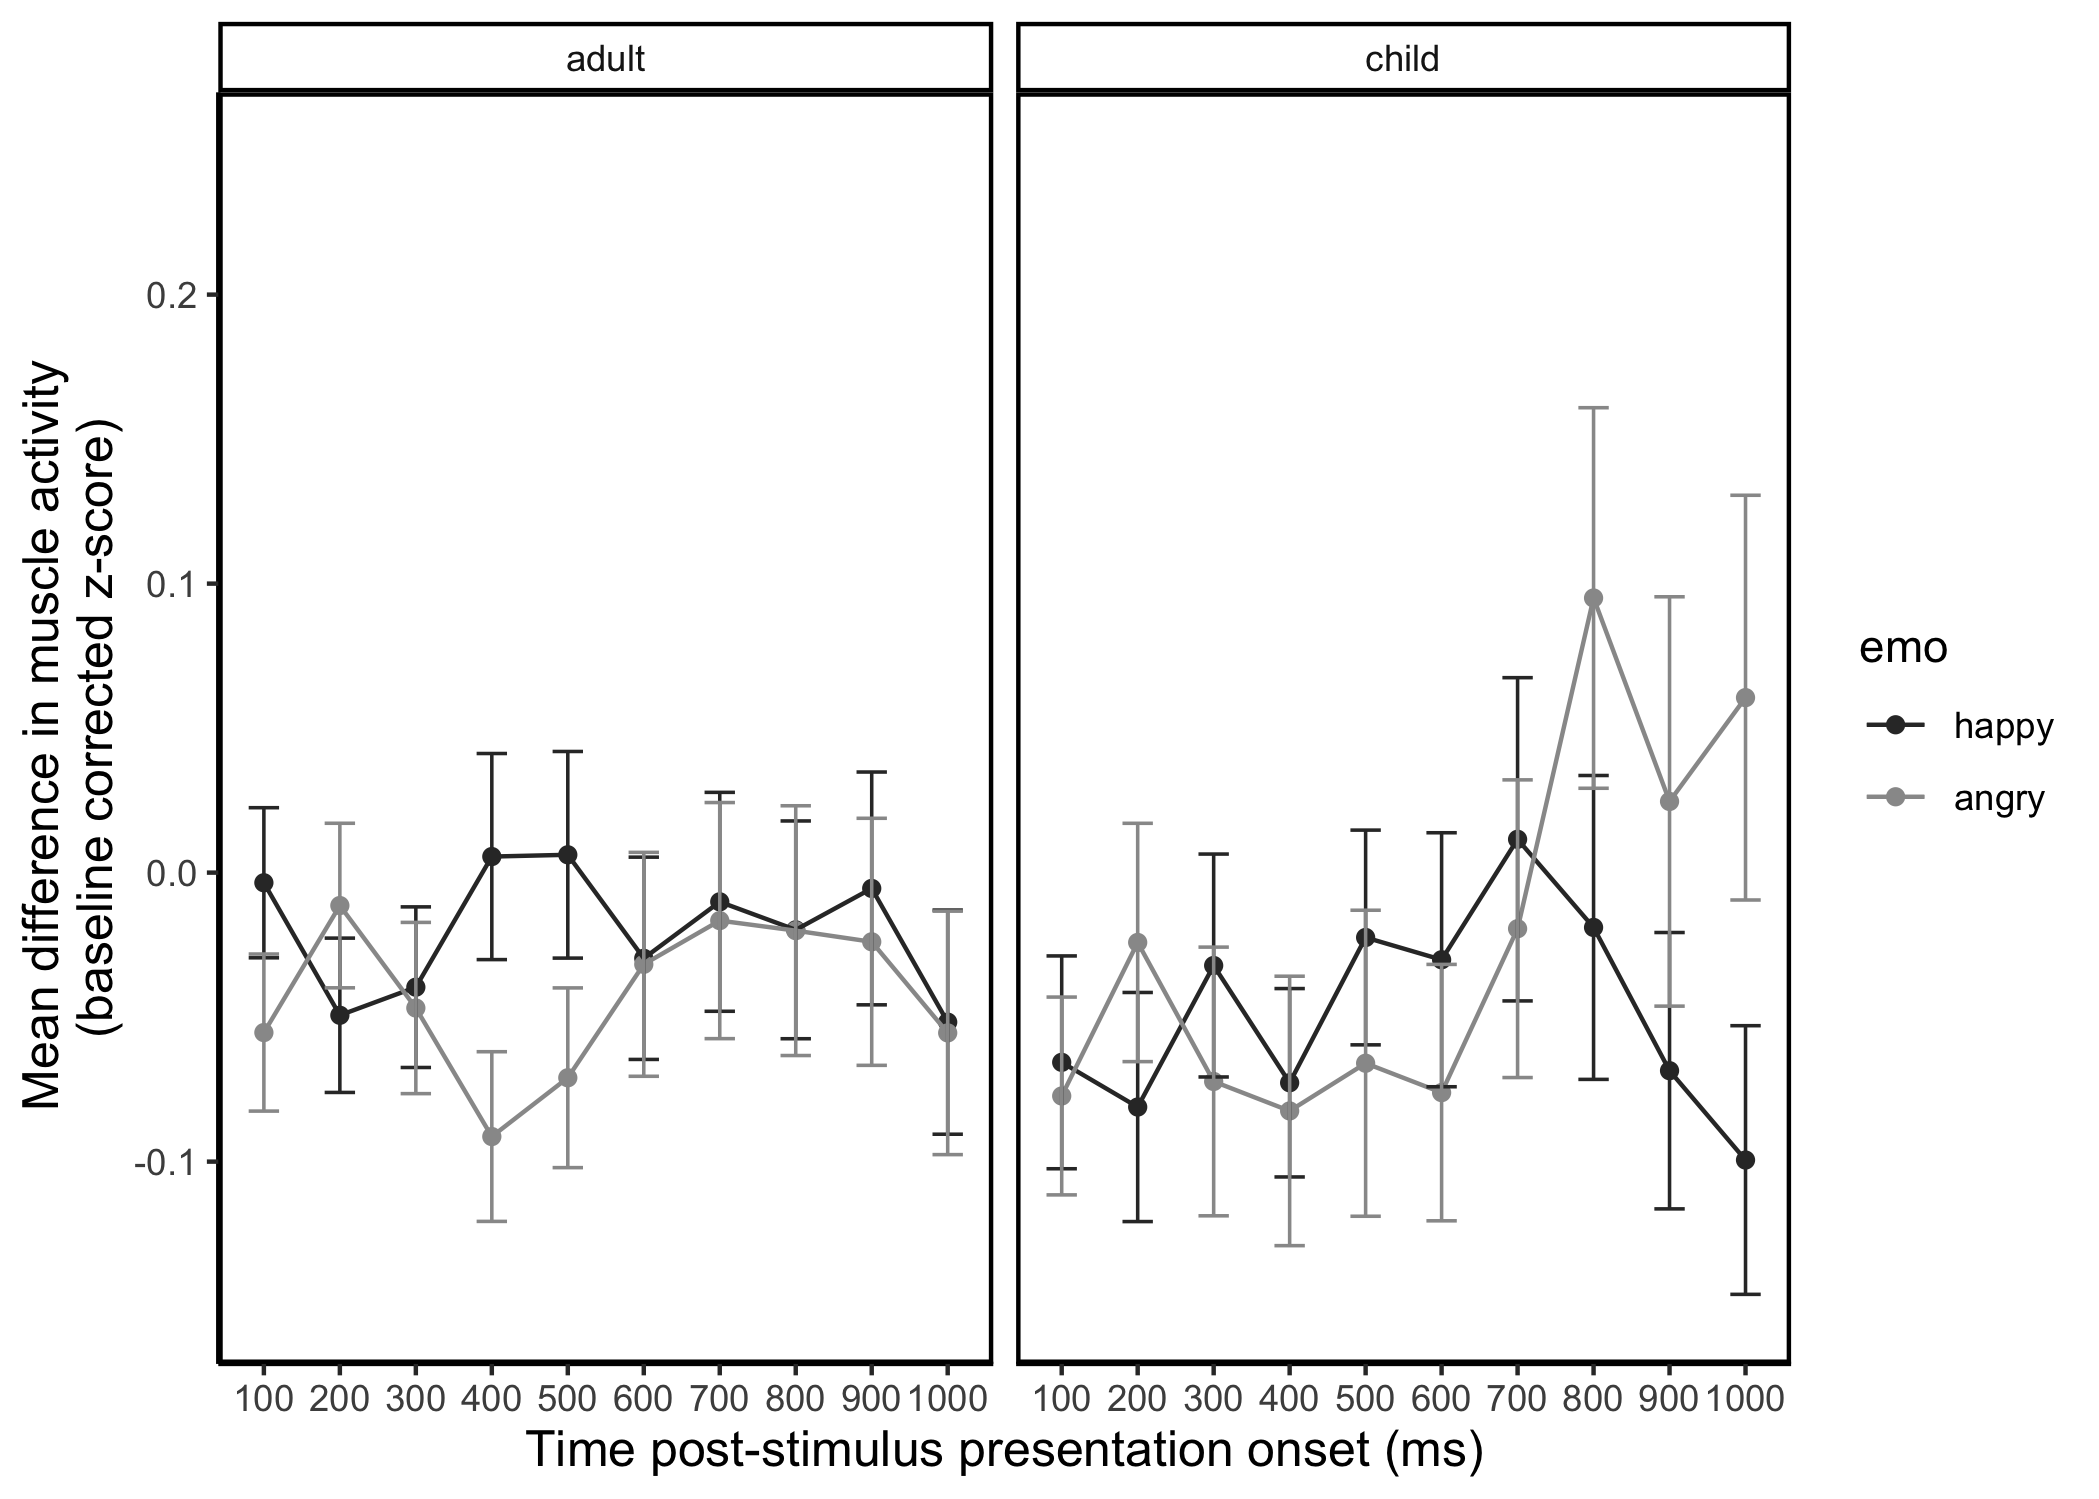 adult
child
Mean difference in muscle activity
(baseline corrected z-score)
0.2
0.1
0.0
-0.1
100 200 300 400 500 600 700 800 900 1000
100 200 300 400 500 600 700 800 900 1000
Time post-stimulus presentation onset (ms)
emo
happy
angry